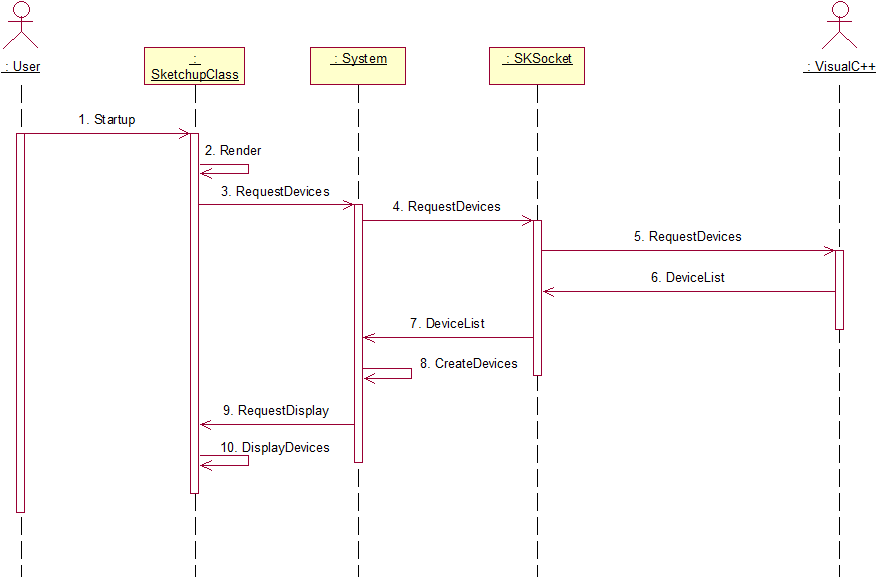 : User
:
SketchupClass
: System
: SKSocket
: VisualC++
1. Startup
2. Render
3. RequestDevices
4. RequestDevices
5. RequestDevices
6. DeviceList
7. DeviceList
8. CreateDevices
9. RequestDisplay
10. DisplayDevices